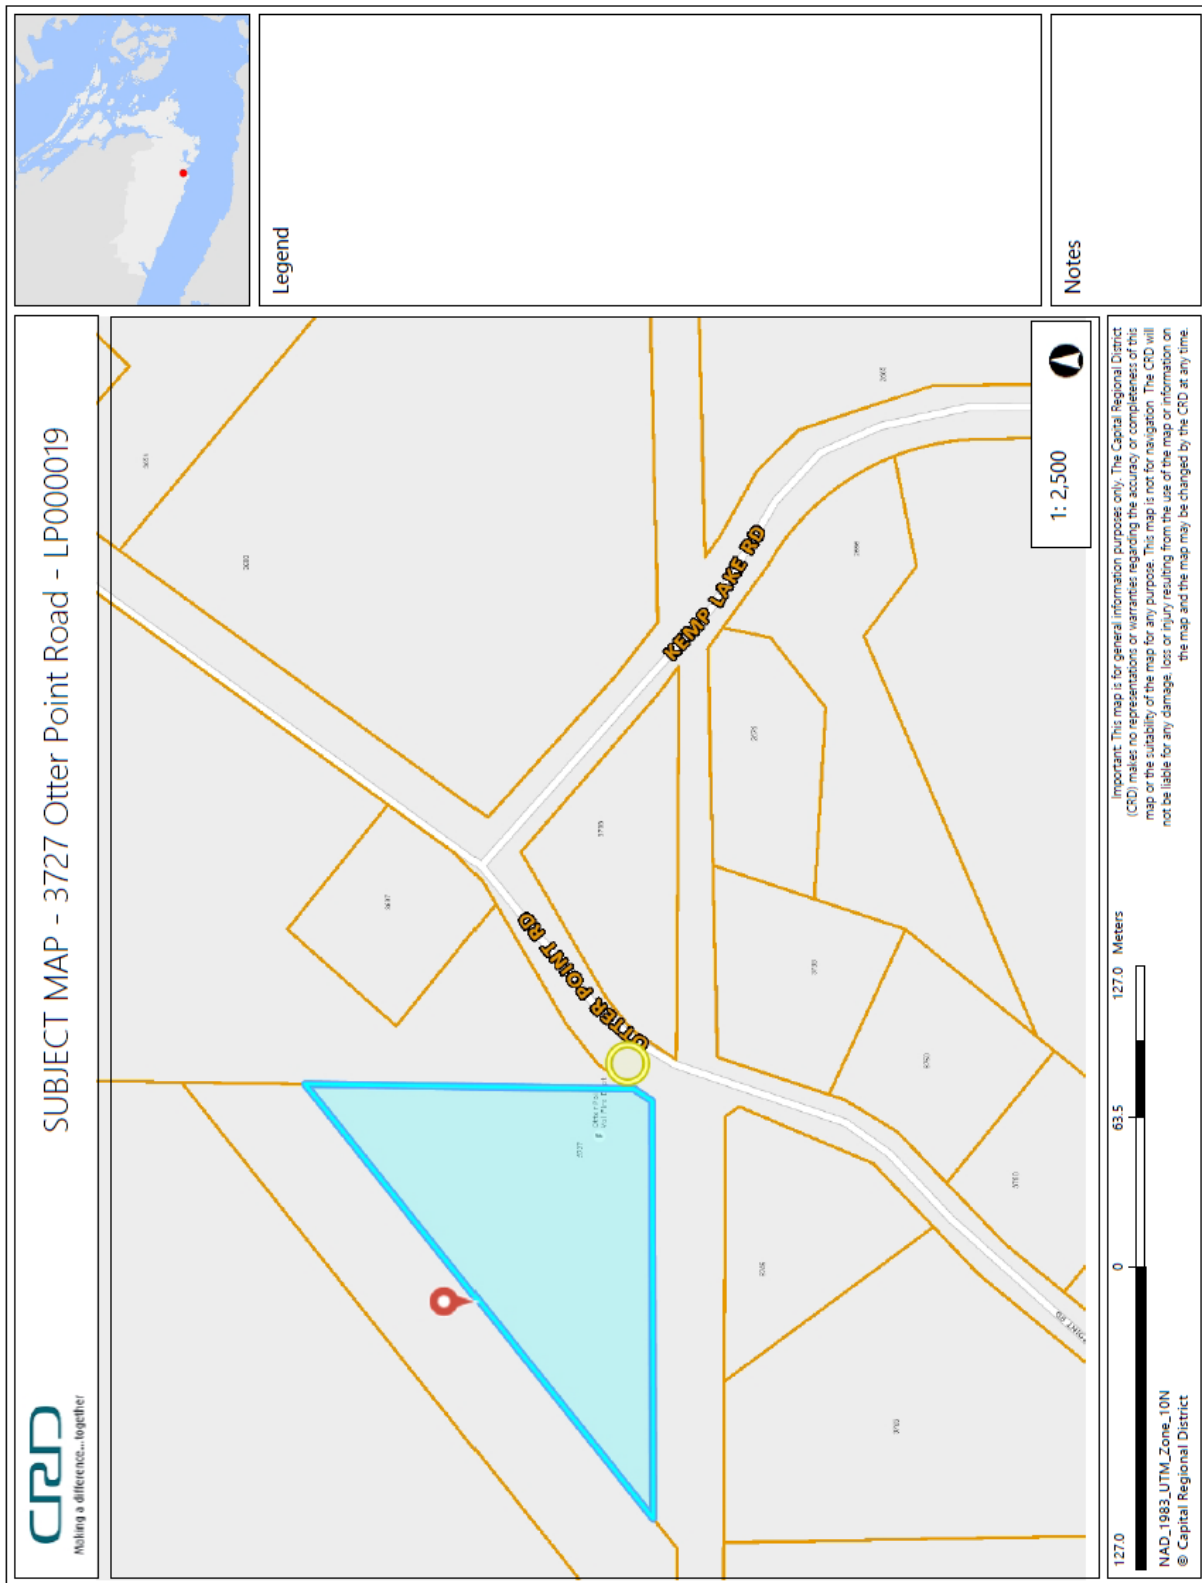 CRD
Making a difference...together
SUBJECT MAP - 3727 Otter Point Road - LP000019
Legend
Notes
OTTER POINT RD
KEMP LAKE RD
3727
3697
2626
1: 2,500
127.0
0
63.5
127.0 Meters
NAD_1983_UTM_Zone_10N
© Capital Regional District
Important: This map is for general information purposes only. The Capital Regional District
(CRD) makes no representations or warranties regarding the accuracy or completeness of this
map or the suitability of the map for any purpose. This map is not for navigation. The CRD will
not be liable for any damage, loss or injury resulting from the use of the map or information on
the map and the map may be changed by the CRD at any time.